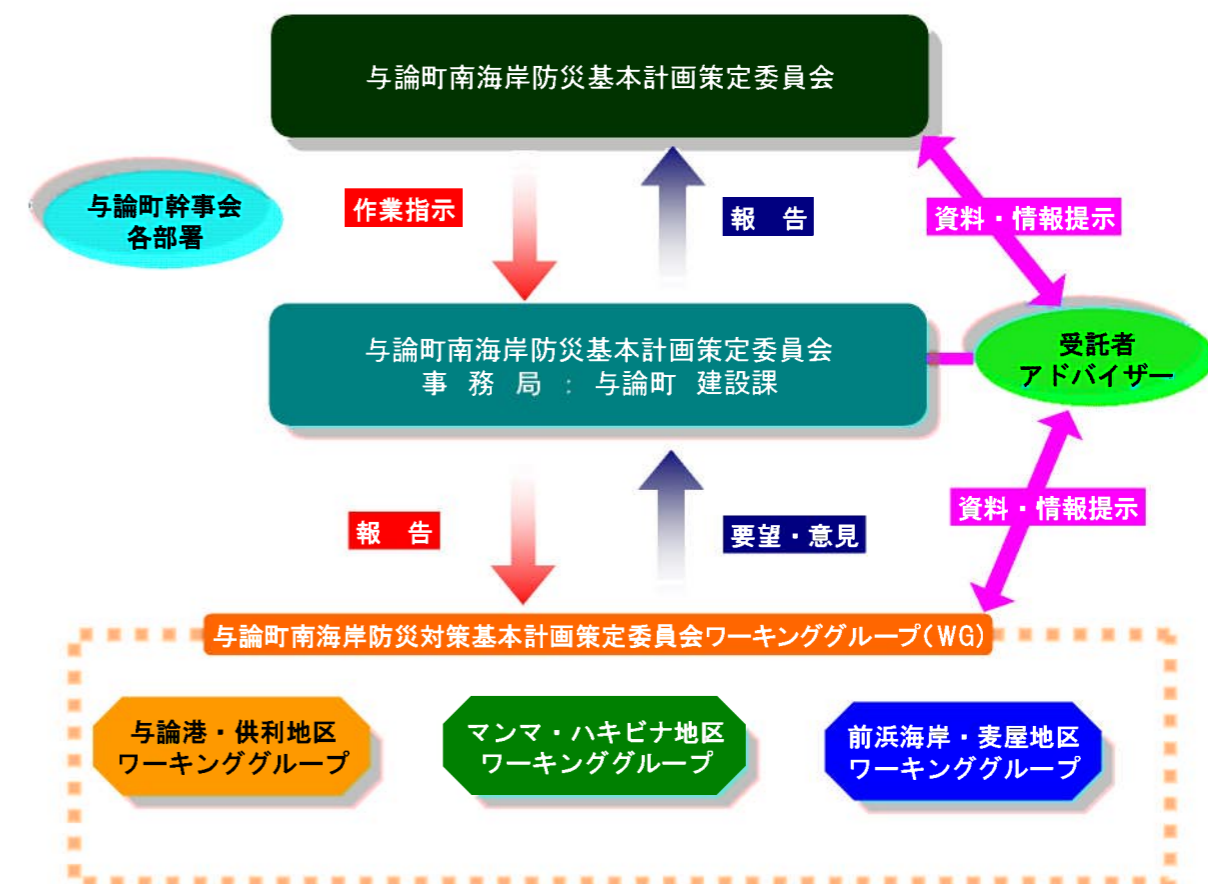 与論町南海岸防災基本計画策定委員会
与論町幹事会
各部署
作業指示
報 告
資料・情報提示
与論町南海岸防災基本計画策定委員会
事 務 局 : 与論町 建設課
受託者
アドバイザー
報 告
要望・意見
資料・情報提示
与論町南海岸防災対策基本計画策定委員会ワーキンググループ(WG)
与論港・供利地区
ワーキンググループ
マンマ・ハキビナ地区
ワーキンググループ
前浜海岸・麦屋地区
ワーキンググループ